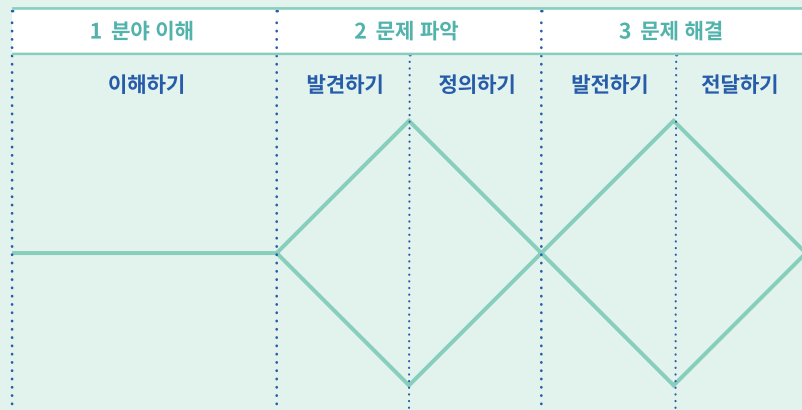 1 분야 이해
2 문제 파악
3 문제 해결
이해하기
발견하기
정의하기
발전하기
전달하기